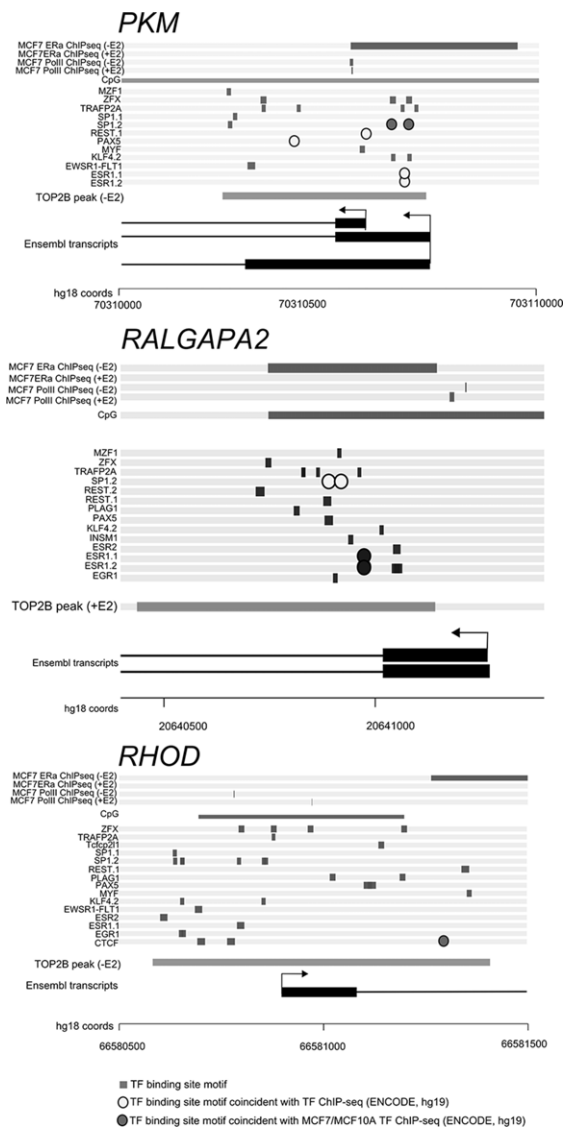 PKM
MCF7 ERa ChIPseq (-E2)
MCF7ERa ChIPseq (+E2)
MCF7 PolII ChIPseq (-E2)
MCF7 PolII ChIPseq (+E2)
CpG
MZF1
ZFX
TRAFP2A
SP1.1
SP1.2
REST.1
PAX5
MYF
KLF4.2
EWSR1-FLT1
ESR1.1
ESR1.2
TOP2B peak (-E2)
Ensembl transcripts
hg18 coords
70310000 70310500 703110000
RALGAPA2
MCF7 ERa ChIPseq (-E2)
MCF7ERa ChIPseq (+E2)
MCF7 PolII ChIPseq (-E2)
MCF7 PolII ChIPseq (+E2)
CpG
MZF1
ZFX
TRAFP2A
SP1.2
REST.2
REST.1
PLAG1
PAX5
KLF4.2
INSM1
ESR2
ESR1.1
ESR1.2
EGR1
TOP2B peak (+E2)
Ensembl transcripts
hg18 coords
20640500 20641000
RHOD
MCF7 ERa ChIPseq (-E2)
MCF7ERa ChIPseq (+E2)
MCF7 PolII ChIPseq (-E2)
MCF7 PolII ChIPseq (+E2)
CpG
ZFX
TRAFP2A
Tcfcp2l1
SP1.1
SP1.2
REST.1
PLAG1
PAX5
MYF
KLF4.2
EWSR1-FLT1
ESR2
ESR1.1
EGR1
CTCF
TOP2B peak (-E2)
Ensembl transcripts
hg18 coords
66580500 66581000 66581500
TF binding site motif
TF binding site motif coincident with TF ChIP-seq (ENCODE, hg19)
TF binding site motif coincident with MCF7/MCF10A TF ChIP-seq (ENCODE, hg19)